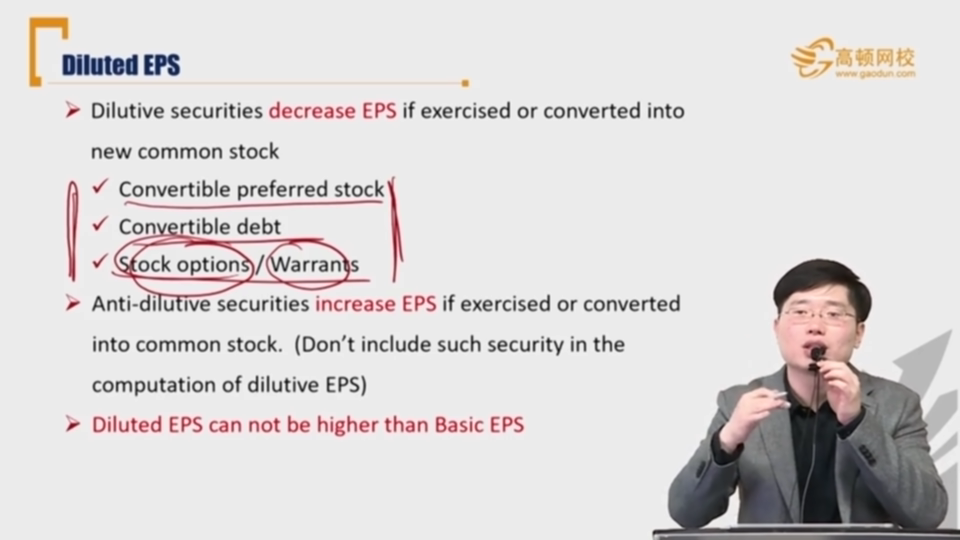 Diluted EPS
高顿网校
www.gaodun.com
Dilutive securities decrease EPS if exercised or converted into
new common stock
Convertible preferred stock
Convertible debt
Stock options / Warrants
Anti-dilutive securities increase EPS if exercised or converted
into common stock. (Don't include such security in the
computation of dilutive EPS)
Diluted EPS can not be higher than Basic EPS